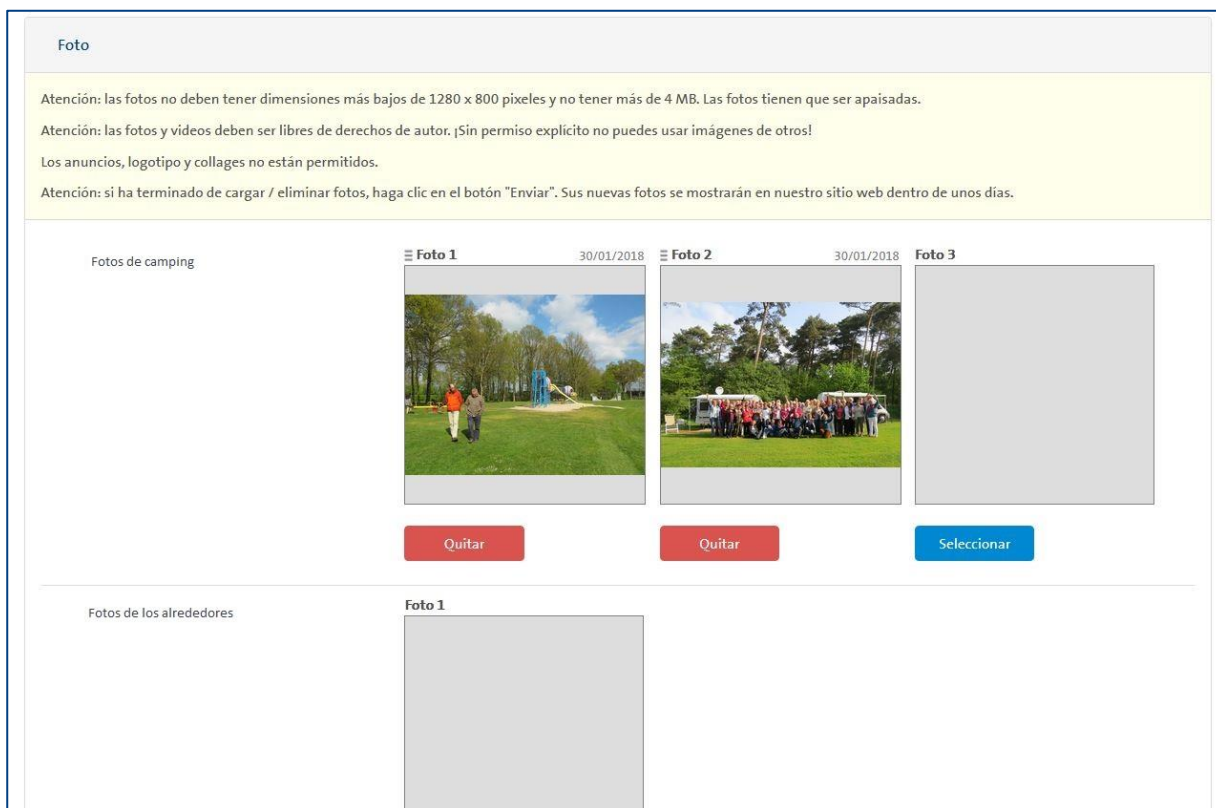 Foto
Atención: las fotos no deben tener dimensiones más bajos de 1280 x 800 pixeles y no tener más de 4 MB. Las fotos tienen que ser apaisadas.
Atención: las fotos y videos deben ser libres de derechos de autor. ¡Sin permiso explícito no puedes usar imágenes de otros!
Los anuncios, logotipo y collages no están permitidos.
Atención: si ha terminado de cargar / eliminar fotos, haga clic en el botón "Enviar". Sus nuevas fotos se mostrarán en nuestro sitio web dentro de unos días.
Fotos de camping
Foto 1 30/01/2018 Foto 2 30/01/2018 Foto 3
Quitar Quitar Seleccionar
Fotos de los alrededores
Foto 1